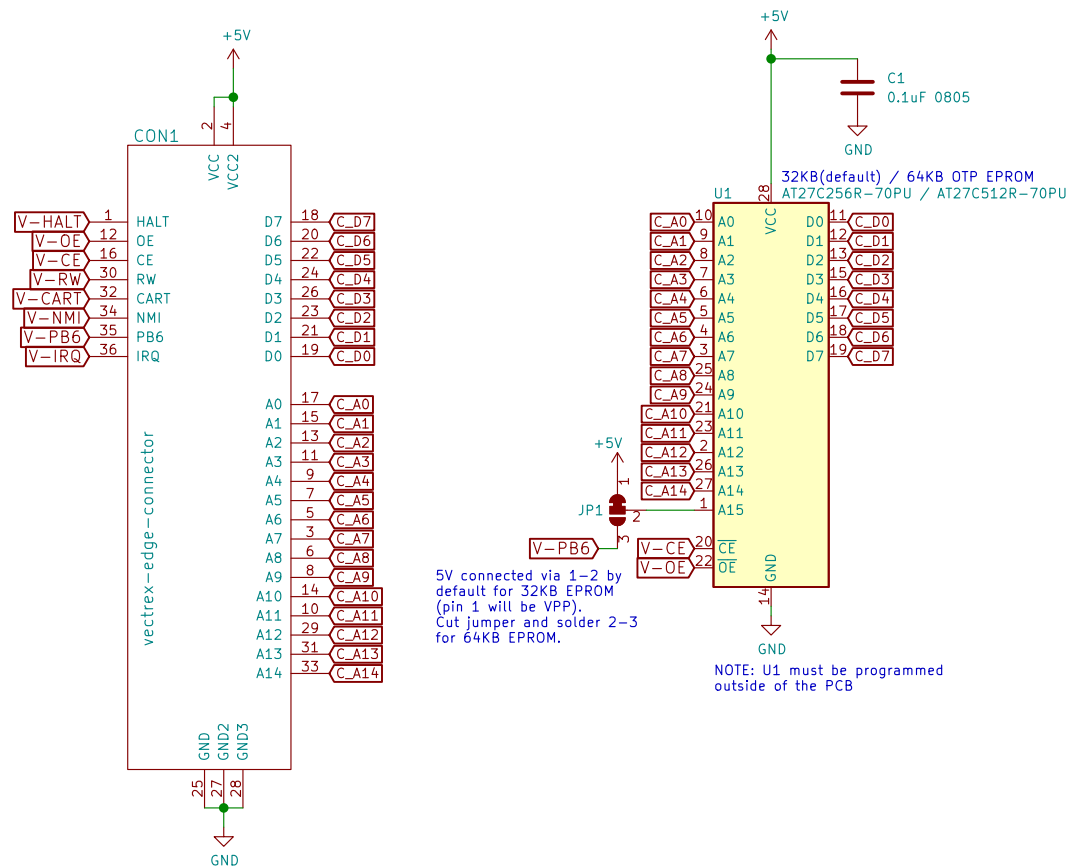 +5V
2
4
CON1
VCC
VCC2
V-HALT 1 HALT D7 18 C_D7
V-OE 12 OE D6 20 C_D6
V-CE 16 CE D5 22 C_D5
V-RW 30 RW D4 24 C_D4
V-CART 32 CART D3 26 C_D3
V-NMI 34 NMI D2 23 C_D2
V-PB6 35 PB6 D1 21 C_D1
V-IRQ 36 IRQ D0 19 C_D0
A0 17 C_A0
A1 15 C_A1
A2 13 C_A2
A3 11 C_A3
A4 9 C_A4
A5 7 C_A5
A6 5 C_A6
A7 3 C_A7
A8 6 C_A8
A9 8 C_A9
A10 14 C_A10
A11 10 C_A11
A12 29 C_A12
A13 31 C_A13
A14 33 C_A14
vectrex-edge-connector
GND
GND2
GND3
25
27
28
GND
+5V
C1
0.1uF 0805
GND
32KB(default) / 64KB OTP EPROM
AT27C256R-70PU / AT27C512R-70PU
U1
28
VCC
C_A0 10 A0 D0 11 C_D0
C_A1 9 A1 D1 12 C_D1
C_A2 8 A2 D2 13 C_D2
C_A3 7 A3 D3 15 C_D3
C_A4 6 A4 D4 16 C_D4
C_A5 5 A5 D5 17 C_D5
C_A6 4 A6 D6 18 C_D6
C_A7 3 A7 D7 19 C_D7
C_A8 25 A8
C_A9 24 A9
C_A10 21 A10
C_A11 23 A11
C_A12 2 A12
C_A13 26 A13
C_A14 27 A14
1 A15
+5V
1
JP1
2
3
V-PB6
V-CE 20 CE
V-OE 22 OE
GND
14
GND
5V connected via 1-2 by
default for 32KB EPROM
(pin 1 will be VPP).
Cut jumper and solder 2-3
for 64KB EPROM.
NOTE: U1 must be programmed
outside of the PCB